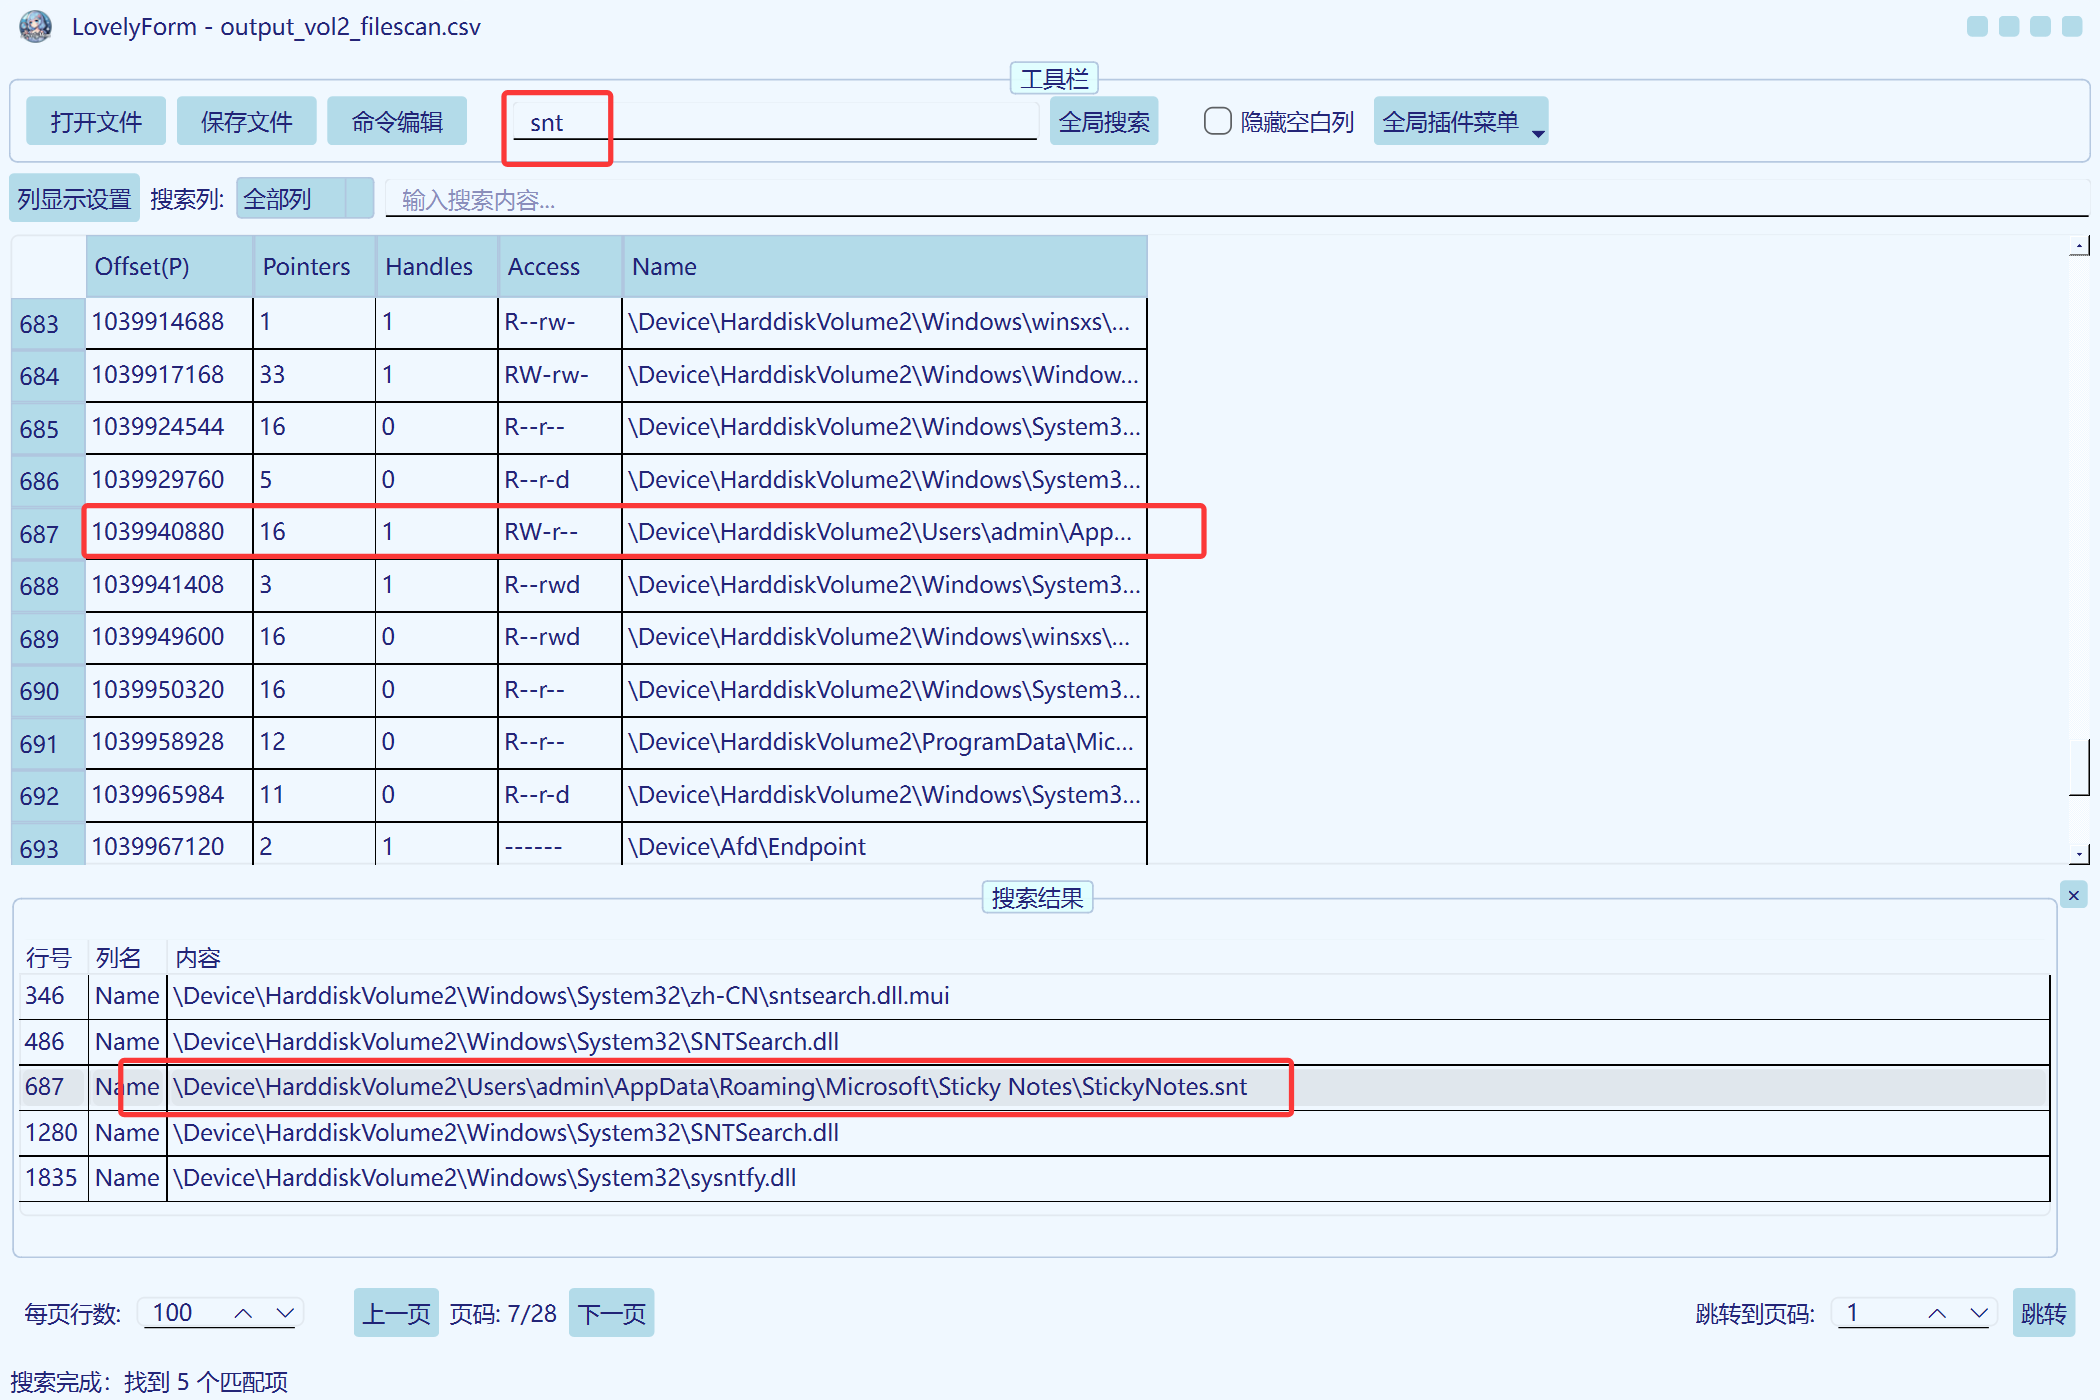 LovelyForm - output_vol2_filescan.csv
工具栏
打开文件 保存文件 命令编辑 snt 全局搜索 隐藏空白列 全局插件菜单
列显示设置 搜索列: 全部列 输入搜索内容...
Offset(P) Pointers Handles Access Name
683 1039914688 1 1 R--rw- \Device\HarddiskVolume2\Windows\winsxs\...
684 1039917168 33 1 RW-rw- \Device\HarddiskVolume2\Windows\Window...
685 1039924544 16 0 R--r-- \Device\HarddiskVolume2\Windows\System3...
686 1039929760 5 0 R--r-d \Device\HarddiskVolume2\Windows\System3...
687 1039940880 16 1 RW-r-- \Device\HarddiskVolume2\Users\admin\App...
688 1039941408 3 1 R--rwd \Device\HarddiskVolume2\Windows\System3...
689 1039949600 16 0 R--rwd \Device\HarddiskVolume2\Windows\winsxs\...
690 1039950320 16 0 R--r-- \Device\HarddiskVolume2\Windows\System3...
691 1039958928 12 0 R--r-- \Device\HarddiskVolume2\ProgramData\Mic...
692 1039965984 11 0 R--r-d \Device\HarddiskVolume2\Windows\System3...
693 1039967120 2 1 ------ \Device\Afd\Endpoint
搜索结果
行号 列名 内容
346 Name \Device\HarddiskVolume2\Windows\System32\zh-CN\sntsearch.dll.mui
486 Name \Device\HarddiskVolume2\Windows\System32\SNTSearch.dll
687 Name \Device\HarddiskVolume2\Users\admin\AppData\Roaming\Microsoft\Sticky Notes\StickyNotes.snt
1280 Name \Device\HarddiskVolume2\Windows\System32\SNTSearch.dll
1835 Name \Device\HarddiskVolume2\Windows\System32\sysntfy.dll
每页行数: 100 上一页 页码: 7/28 下一页 跳转到页码: 1 跳转
搜索完成：找到 5 个匹配项